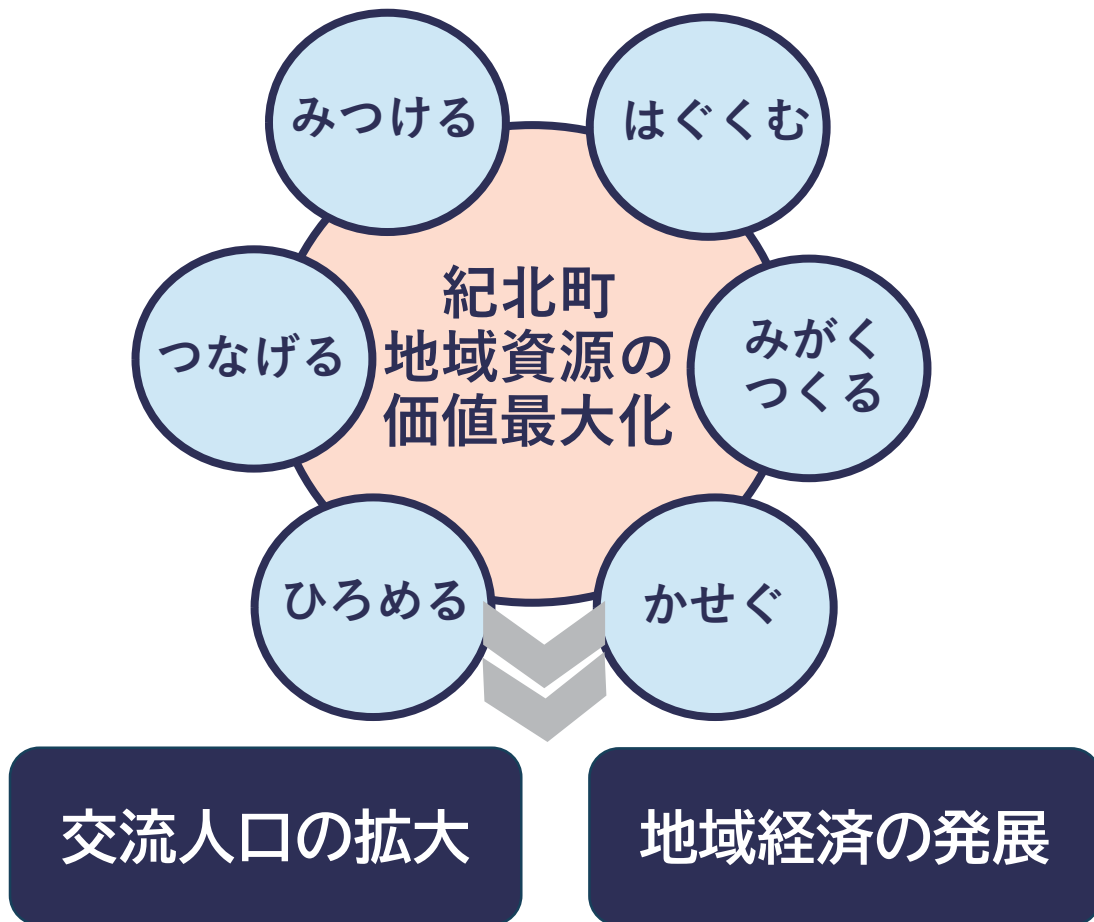 みつける
はぐくむ
紀北町
地域資源の
価値最大化
つなげる
みがく
つくる
ひろめる
かせぐ
交流人口の拡大
地域経済の発展